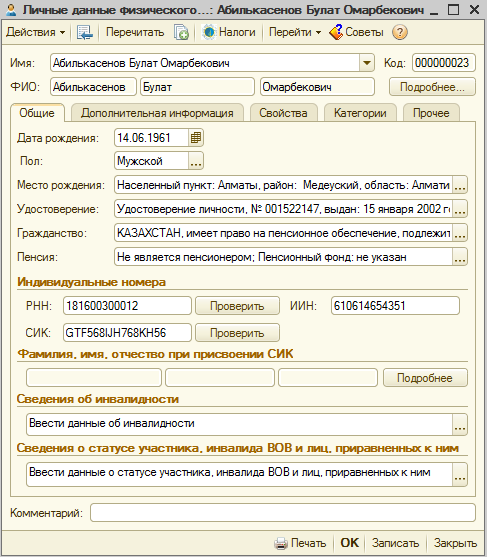 Личные данные физического...: Абилькасенов Булат Омарбекович
Действия Перечитать Налоги Перейти Советы ?
Имя: Абилькасенов Булат Омарбекович Код: 000000023
ФИО: Абилькасенов Булат Омарбекович Подробнее...
Общие Дополнительная информация Свойства Категории Прочее
Дата рождения: 14.06.1961
Пол: Мужской ...
Место рождения: Населенный пункт: Алматы, район: Медеуский, область: Алмати ...
Удостоверение: Удостоверение личности, № 001522147, выдан: 15 января 2002 го ...
Гражданство: КАЗАХСТАН, имеет право на пенсионное обеспечение, подлежит ...
Пенсия: Не является пенсионером; Пенсионный Фонд: не указан ...
Индивидуальные номера
РНН: 181600300012 Проверить ИИН: 610614654351
СИК: GTF568IJH768KH56 Проверить
Фамилия, имя, отчество при присвоении СИК
Подробнее
Сведения об инвалидности
Ввести данные об инвалидности ...
Сведения о статусе участника, инвалида ВОВ и лиц, приравненных к ним
Ввести данные о статусе участника, инвалида ВОВ и лиц, приравненных к ним ...
Комментарий:
Печать OK Записать Закрыть